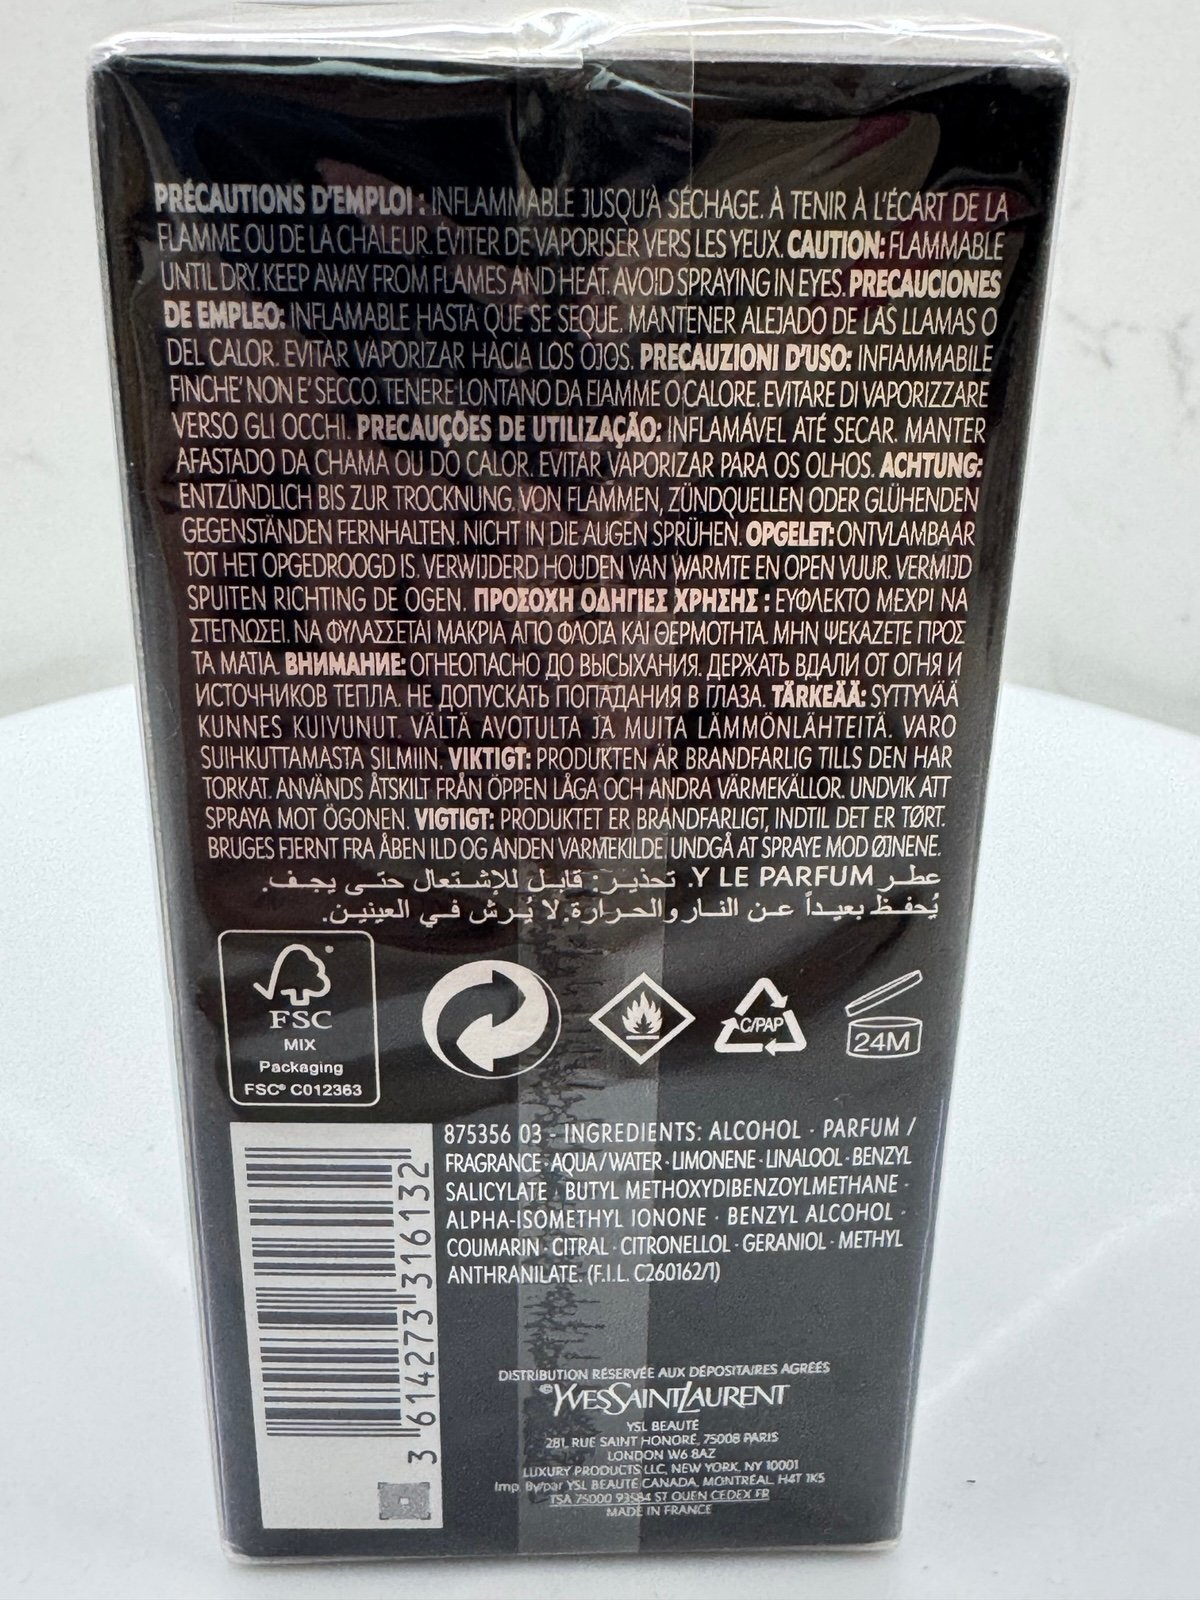 PRÉCAUTIONS D'EMPLOI : INFLAMMABLE JUSQU'À SÉCHAGE. À TENIR À L'ÉCART DE LA
FLAMME OU DE LA CHALEUR. ÉVITER DE VAPORISER VERS LES YEUX. CAUTION: FLAMMABLE
UNTIL DRY. KEEP AWAY FROM FLAMES AND HEAT. AVOID SPRAYING IN EYES. PRECAUCIONES
DE EMPLEO: INFLAMABLE HASTA QUE SE SEQUE. MANTENER ALEJADO DE LAS LLAMAS O
DEL CALOR. EVITAR VAPORIZAR HACIA LOS OJOS. PRECAUZIONI D'USO: INFIAMMABILE
FINCHE' NON E' SECCO. TENERE LONTANO DA FIAMME O CALORE. EVITARE DI VAPORIZZARE
VERSO GLI OCCHI. PRECAUÇÕES DE UTILIZAÇÃO: INFLAMÁVEL ATÉ SECAR. MANTER
AFASTADO DA CHAMA OU DO CALOR. EVITAR VAPORIZAR PARA OS OLHOS. ACHTUNG:
ENTZÜNDLICH BIS ZUR TROCKNUNG. VON FLAMMEN, ZÜNDQUELLEN ODER GLÜHENDEN
GEGENSTÄNDEN FERNHALTEN. NICHT IN DIE AUGEN SPRÜHEN. OPGELET: ONTVLAMBAAR
TOT HET OPGEDROOGD IS. VERWIJDERD HOUDEN VAN WARMTE EN OPEN VUUR. VERMIJD
SPUITEN RICHTING DE OGEN. ΠΡΟΣΟΧΗ ΟΔΗΓΙΕΣ ΧΡΗΣΗΣ : ΕΥΦΛΕΚΤΟ ΜΕΧΡΙ ΝΑ
ΣΤΕΓΝΩΣΕΙ. ΝΑ ΦΥΛΑΣΣΕΤΑΙ ΜΑΚΡΙΑ ΑΠΟ ΦΛΟΓΑ ΚΑΙ ΘΕΡΜΟΤΗΤΑ. ΜΗΝ ΨΕΚΑΖΕΤΕ ΠΡΟΣ
ΤΑ ΜΑΤΙΑ. ВНИМАНИЕ: ОГНЕОПАСНО ДО ВЫСЫХАНИЯ. ДЕРЖАТЬ ВДАЛИ ОТ ОГНЯ И
ИСТОЧНИКОВ ТЕПЛА. НЕ ДОПУСКАТЬ ПОПАДАНИЯ В ГЛАЗА. TÄRKEÄÄ: SYTTYVÄÄ
KUNNES KUIVUNUT. VÄLTÄ AVOTULTA JA MUITA LÄMMÖNLÄHTEITÄ. VARO
SUIHKUTTAMASTA SILMIIN. VIKTIGT: PRODUKTEN ÄR BRANDFARLIG TILLS DEN HAR
TORKAT. ANVÄNDS ÅTSKILT FRÅN ÖPPEN LÅGA OCH ANDRA VÄRMEKÄLLOR. UNDVIK ATT
SPRAYA MOT ÖGONEN. VIGTIGT: PRODUKTET ER BRANDFARLIGT, INDTIL DET ER TØRT.
BRUGES FJERNT FRA ÅBEN ILD OG ANDEN VARMEKILDE. UNDGÅ AT SPRAYE MOD ØJNENE.
عطر Y LE PARFUM. تحذير: قابل للإشتعال حتى يجف.
يُحفظ بعيداً عن النار والحرارة. لا يُرش في العينين.
FSC
MIX
Packaging
FSC® C012363
C/PAP
24M
3 614273 316132
875356 03 - INGREDIENTS: ALCOHOL · PARFUM /
FRAGRANCE · AQUA / WATER · LIMONENE · LINALOOL · BENZYL
SALICYLATE · BUTYL METHOXYDIBENZOYLMETHANE ·
ALPHA-ISOMETHYL IONONE · BENZYL ALCOHOL ·
COUMARIN · CITRAL · CITRONELLOL · GERANIOL · METHYL
ANTHRANILATE. (F.I.L. C260162/1)
DISTRIBUTION RÉSERVÉE AUX DÉPOSITAIRES AGRÉÉS
©YVESSAINTLAURENT
YSL BEAUTÉ
281, RUE SAINT HONORÉ, 75008 PARIS
LONDON W6 8AZ
LUXURY PRODUCTS LLC, NEW YORK, NY 10001
Imp. By/par YSL BEAUTÉ CANADA, MONTREAL, H4T 1K5
TSA 75000 93584 ST OUEN CEDEX FR
MADE IN FRANCE